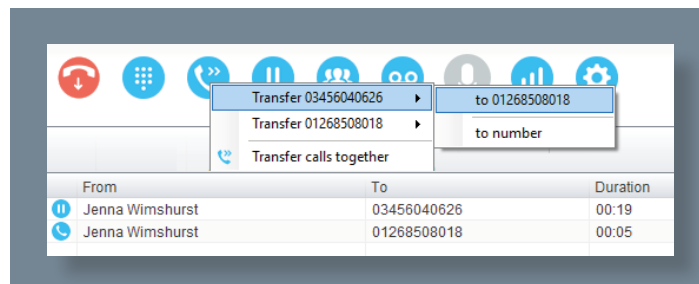 Transfer 03456040626
to 01268508018
Transfer 01268508018
to number
Transfer calls together
From To Duration
Jenna Wimshurst 03456040626 00:19
Jenna Wimshurst 01268508018 00:05